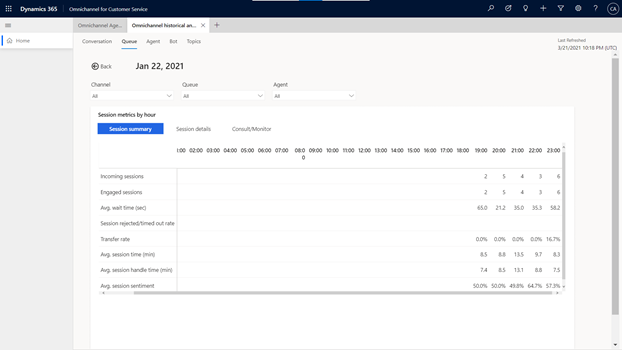 Dynamics 365 Omnichannel for Customer Service CA
Omnichannel Age... Omnichannel historical an...
Home
Conversation Queue Agent Bot Topics
Last Refreshed
3/21/2021 10:18 PM (UTC)
Back Jan 22, 2021
Channel Queue Agent
All All All
Session metrics by hour
Session summary Session details Consult/Monitor
1:00 02:00 03:00 04:00 05:00 06:00 07:00 08:0 09:00 10:00 11:00 12:00 13:00 14:00 15:00 16:00 17:00 18:00 19:00 20:00 21:00 22:00 23:00
0
Incoming sessions 2 5 4 3 6
Engaged sessions 2 5 4 3 6
Avg. wait time (sec) 65.0 21.2 35.0 35.3 58.2
Session rejected/timed out rate
Transfer rate 0.0% 0.0% 0.0% 0.0% 16.7%
Avg. session time (min) 8.5 8.8 13.5 9.7 8.3
Avg. session handle time (min) 7.4 8.5 13.1 8.8 7.5
Avg. session sentiment 50.0% 50.0% 49.8% 64.7% 57.3%